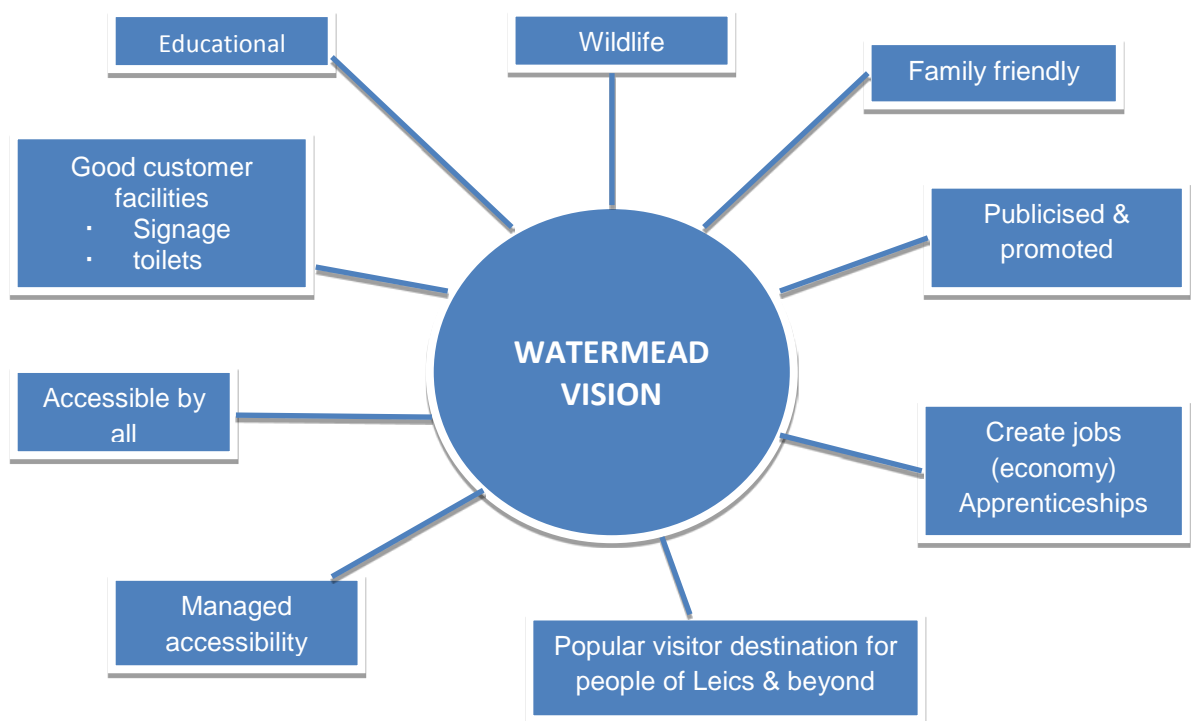 Educational
Wildlife
Family friendly
Good customer
facilities
· Signage
· toilets
Publicised &
promoted
WATERMEAD
VISION
Accessible by
all
Create jobs
(economy)
Apprenticeships
Managed
accessibility
Popular visitor destination for
people of Leics & beyond